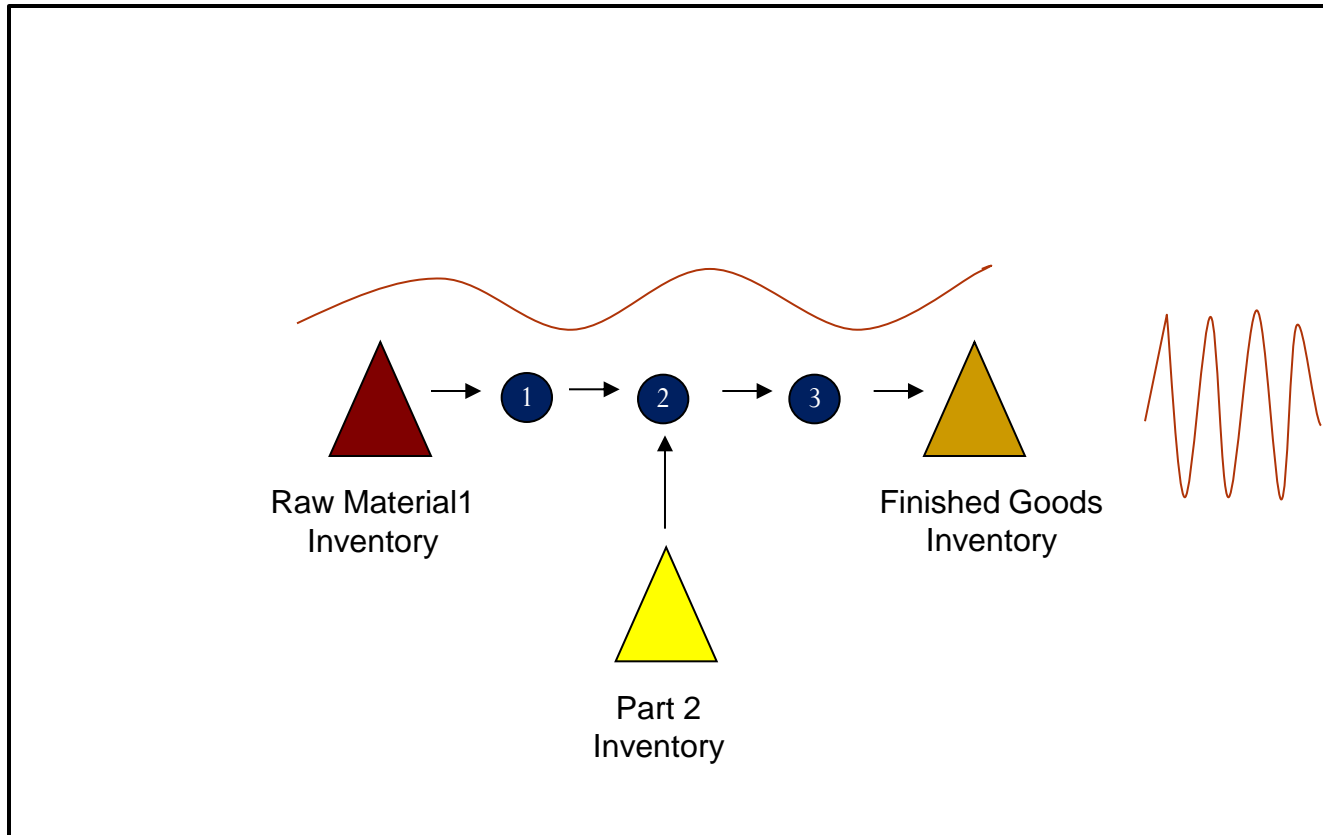 1
2
3
Raw Material1
Inventory
Finished Goods
Inventory
Part 2
Inventory